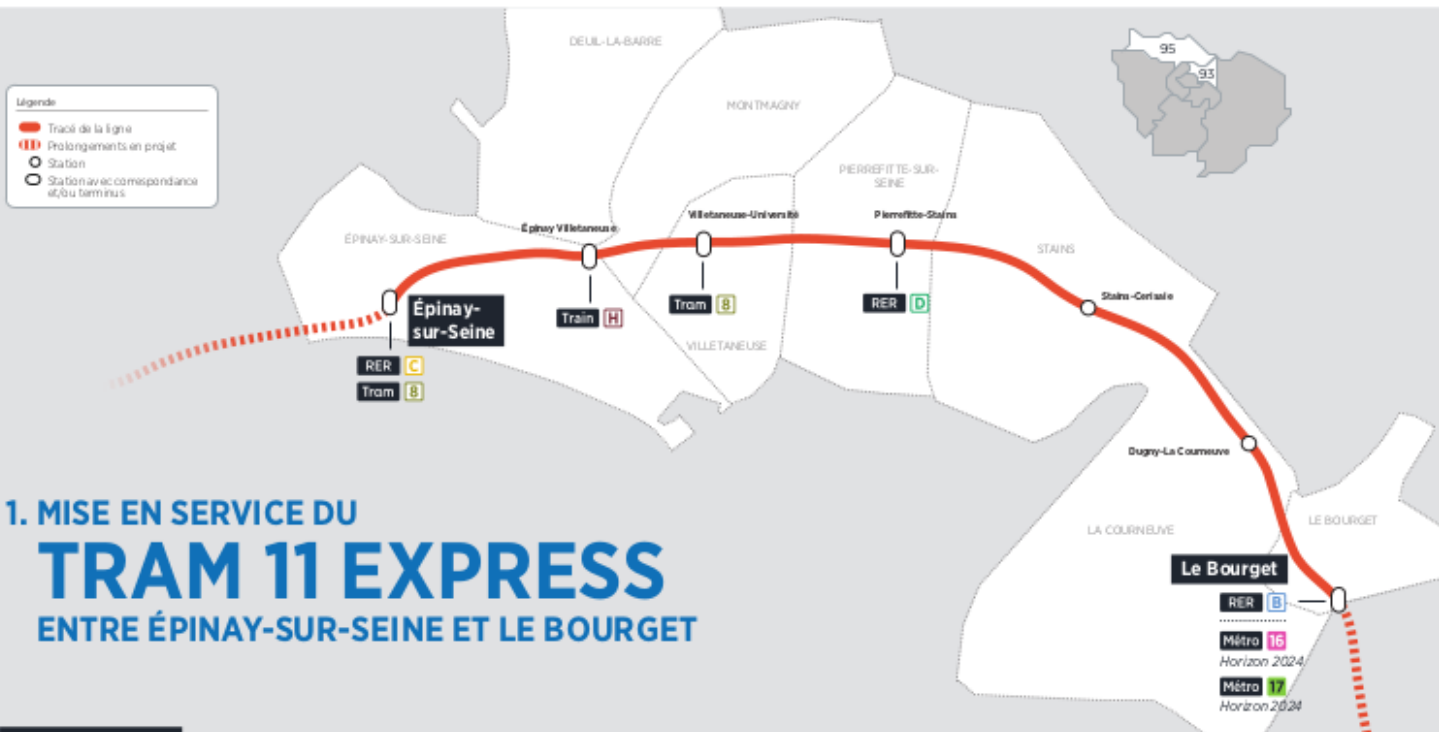 DEUIL-LA-BARRE
95
93
Légende
Tracé de la ligne
Prolongements en projet
Station
Station avec correspondance
et/ou terminus
MONTMAGNY
PIERREFITTE-SUR-
SEINE
ÉPINAY-SUR-SEINE
Épinay Villetaneuse
Villetaneuse-Université
Pierrefitte-Stains
STAINS
Épinay-
sur-Seine
Train H
Tram 8
RER D
Stains-Cerisaie
VILLETANEUSE
RER C
Tram 8
Dugny-La Courneuve
1. MISE EN SERVICE DU
TRAM 11 EXPRESS
ENTRE ÉPINAY-SUR-SEINE ET LE BOURGET
LA COURNEUVE
LE BOURGET
Le Bourget
RER B
Métro 16
Horizon 2024
Métro 17
Horizon 2024